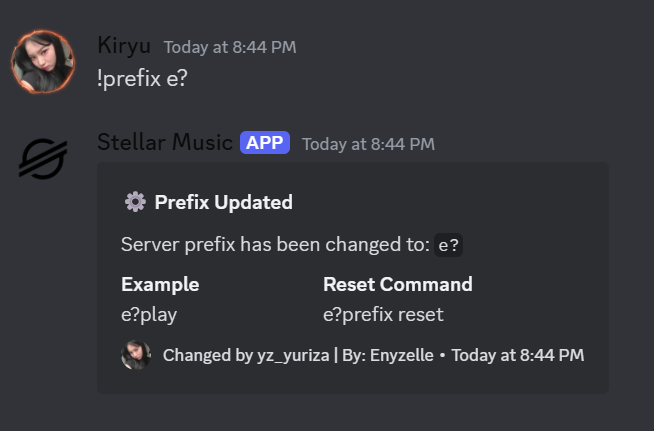 Kiryu Today at 8:44 PM
!prefix e?
Stellar Music APP Today at 8:44 PM
Prefix Updated
Server prefix has been changed to: e?
Example Reset Command
e?play e?prefix reset
Changed by yz_yuriza | By: Enyzelle • Today at 8:44 PM